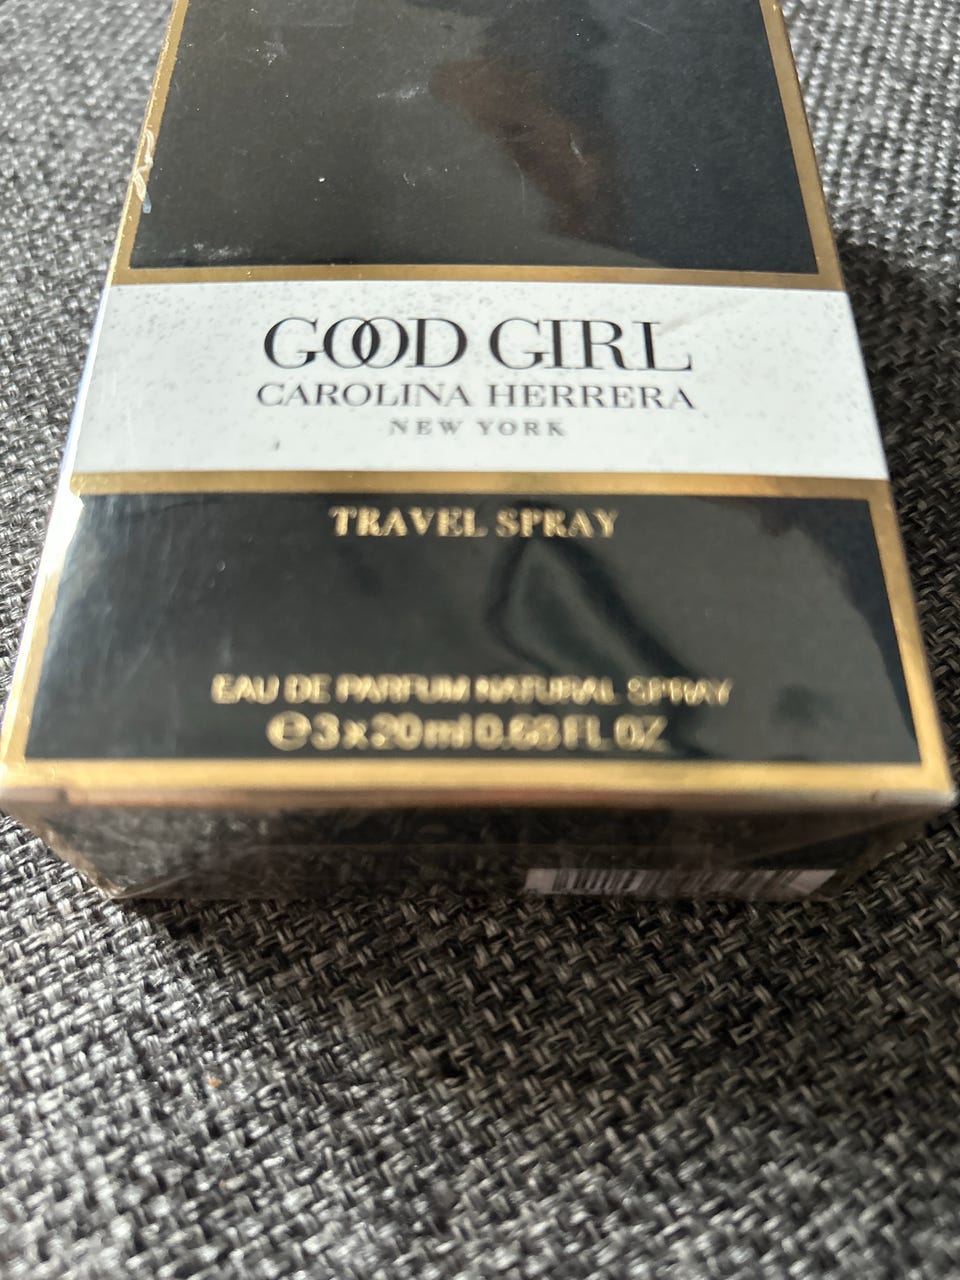 GOOD GIRL
CAROLINA HERRERA
NEW YORK
TRAVEL SPRAY
EAU DE PARFUM NATURAL SPRAY
℮ 3 x 20 ml 0.68 FL OZ